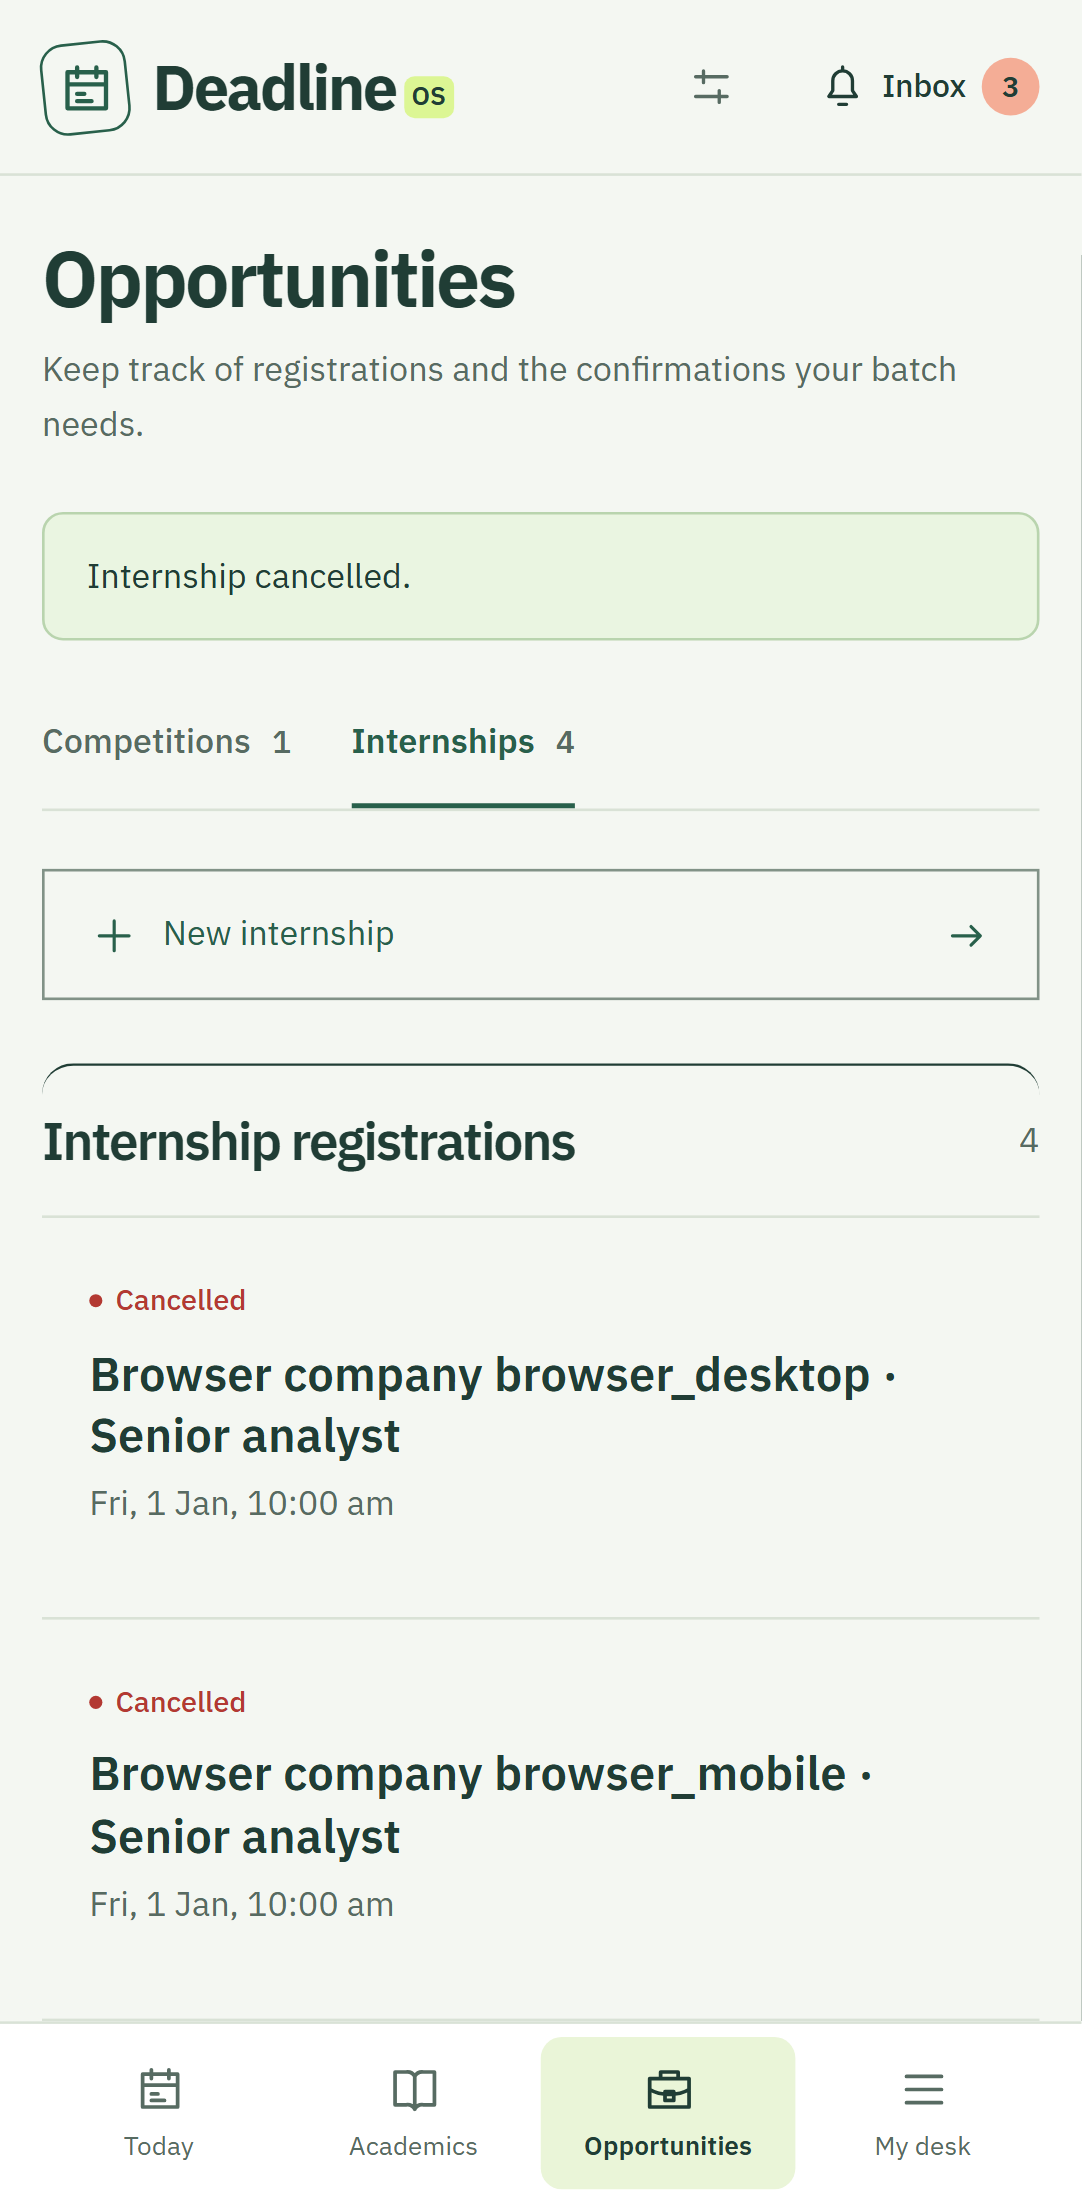 Deadline OS
Inbox 3
Opportunities
Keep track of registrations and the confirmations your batch
needs.
Internship cancelled.
Competitions 1 Internships 4
New internship
Internship registrations 4
Cancelled
Browser company browser_desktop ·
Senior analyst
Fri, 1 Jan, 10:00 am
Cancelled
Browser company browser_mobile ·
Senior analyst
Fri, 1 Jan, 10:00 am
Today Academics Opportunities My desk